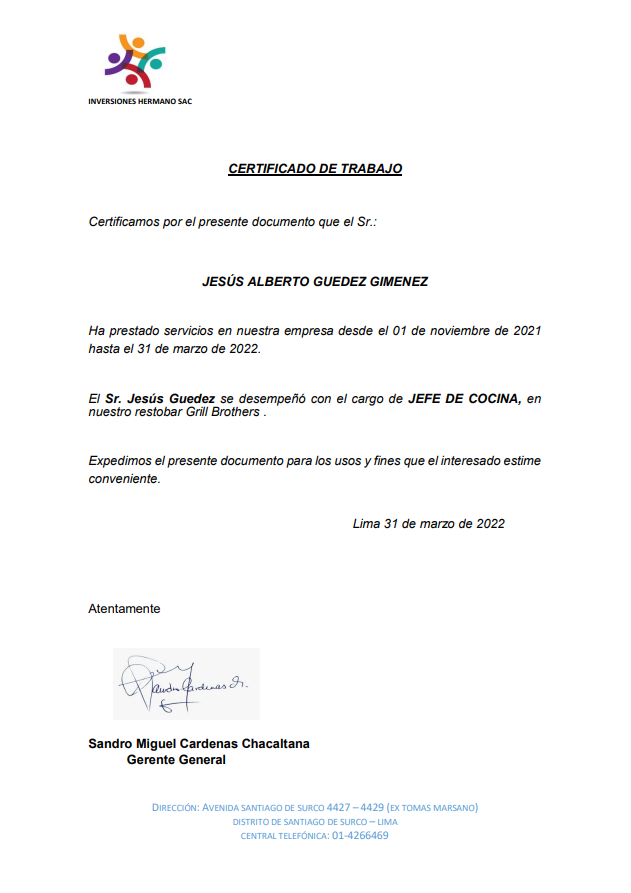 INVERSIONES HERMANO SAC
CERTIFICADO DE TRABAJO
Certificamos por el presente documento que el Sr.:
JESÚS ALBERTO GUEDEZ GIMENEZ
Ha prestado servicios en nuestra empresa desde el 01 de noviembre de 2021
hasta el 31 de marzo de 2022.
El Sr. Jesús Guedez se desempeñó con el cargo de JEFE DE COCINA, en
nuestro restobar Grill Brothers .
Expedimos el presente documento para los usos y fines que el interesado estime
conveniente.
Lima 31 de marzo de 2022
Atentamente
Sandro Cardenas Jr.
Sandro Miguel Cardenas Chacaltana
Gerente General
DIRECCIÓN: AVENIDA SANTIAGO DE SURCO 4427 – 4429 (EX TOMAS MARSANO)
DISTRITO DE SANTIAGO DE SURCO – LIMA
CENTRAL TELEFÓNICA: 01-4266469